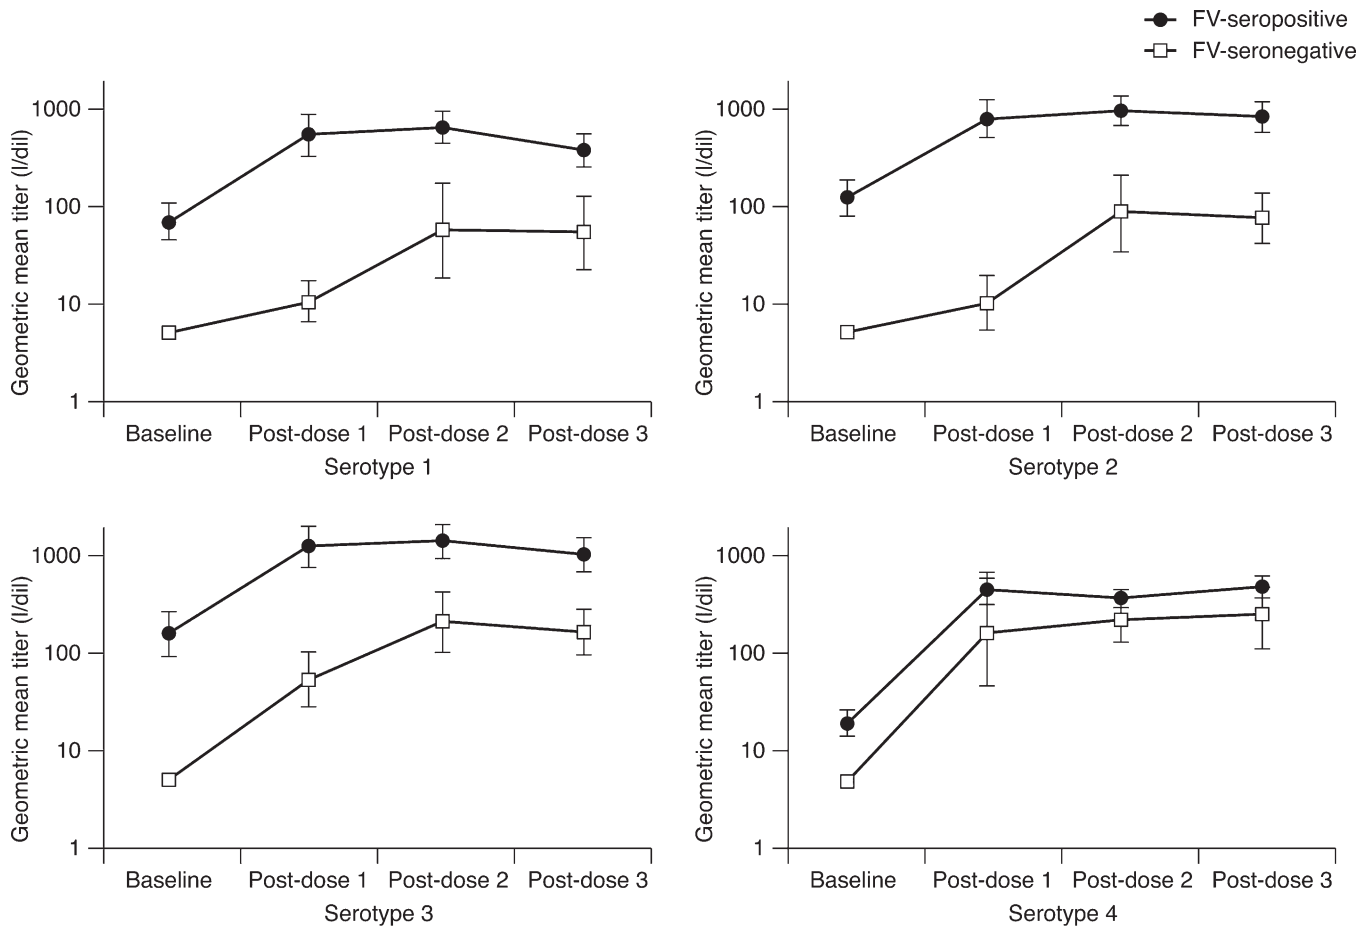 FV-seropositive
FV-seronegative
Geometric mean titer (l/dil)
1000
100
10
1
Baseline Post-dose 1 Post-dose 2 Post-dose 3
Serotype 1
Geometric mean titer (l/dil)
1000
100
10
1
Baseline Post-dose 1 Post-dose 2 Post-dose 3
Serotype 2
Geometric mean titer (l/dil)
1000
100
10
1
Baseline Post-dose 1 Post-dose 2 Post-dose 3
Serotype 3
Geometric mean titer (l/dil)
1000
100
10
1
Baseline Post-dose 1 Post-dose 2 Post-dose 3
Serotype 4